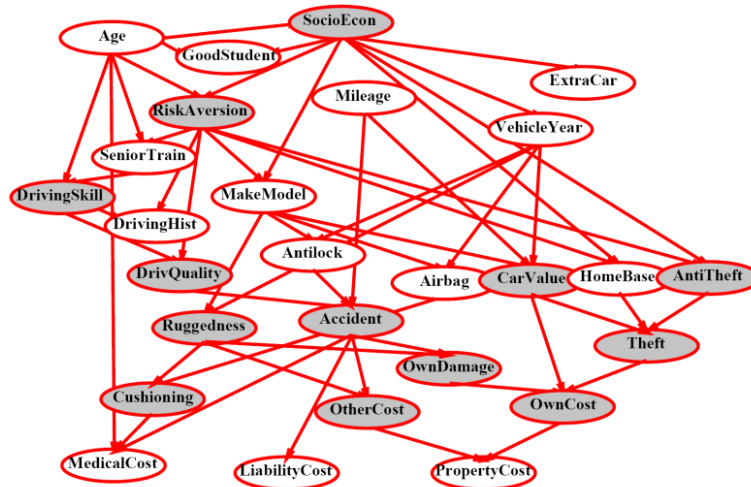 SocioEcon
Age
GoodStudent
ExtraCar
Mileage
RiskAversion
VehicleYear
SeniorTrain
DrivingSkill
MakeModel
DrivingHist
Antilock
DrivQuality
Airbag
CarValue
HomeBase
AntiTheft
Ruggedness
Accident
Theft
OwnDamage
Cushioning
OtherCost
OwnCost
MedicalCost
LiabilityCost
PropertyCost